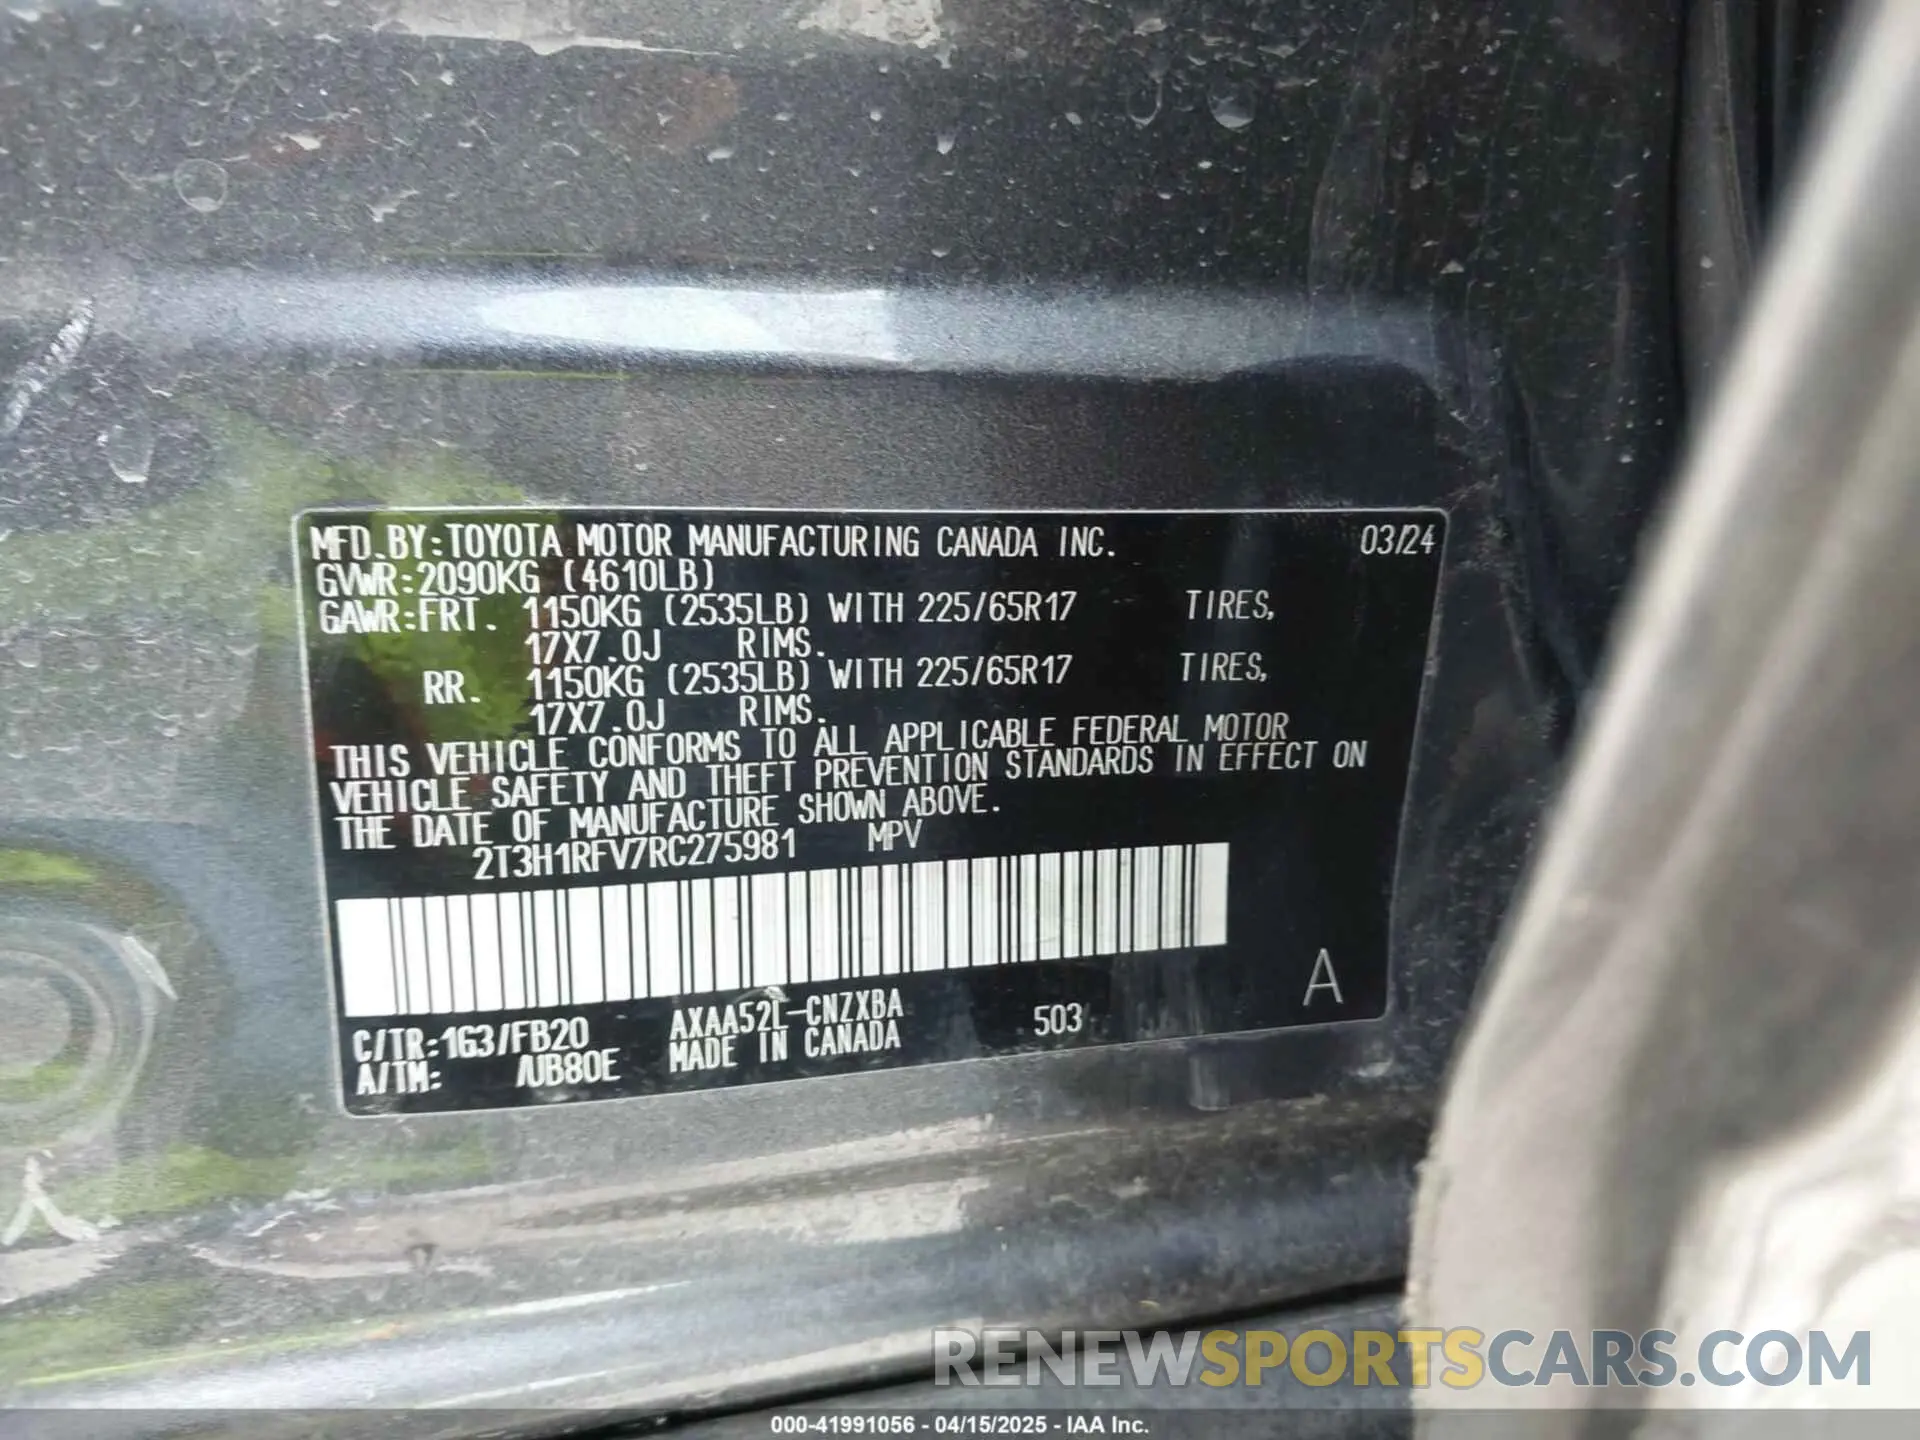 MFD.BY:TOYOTA MOTOR MANUFACTURING CANADA INC. 03/24
GVWR:2090KG (4610LB)
GAWR:FRT. 1150KG (2535LB) WITH 225/65R17 TIRES,
17X7.0J RIMS.
RR. 1150KG (2535LB) WITH 225/65R17 TIRES,
17X7.0J RIMS.
THIS VEHICLE CONFORMS TO ALL APPLICABLE FEDERAL MOTOR
VEHICLE SAFETY AND THEFT PREVENTION STANDARDS IN EFFECT ON
THE DATE OF MANUFACTURE SHOWN ABOVE.
2T3H1RFV7RC275981 MPV
C/TR:163/FB20 AXAA52L-CNZXBA 503 A
A/TM: /UB80E MADE IN CANADA
RENEWSPORTSCARS.COM
000-41991056 - 04/15/2025 - IAA Inc.